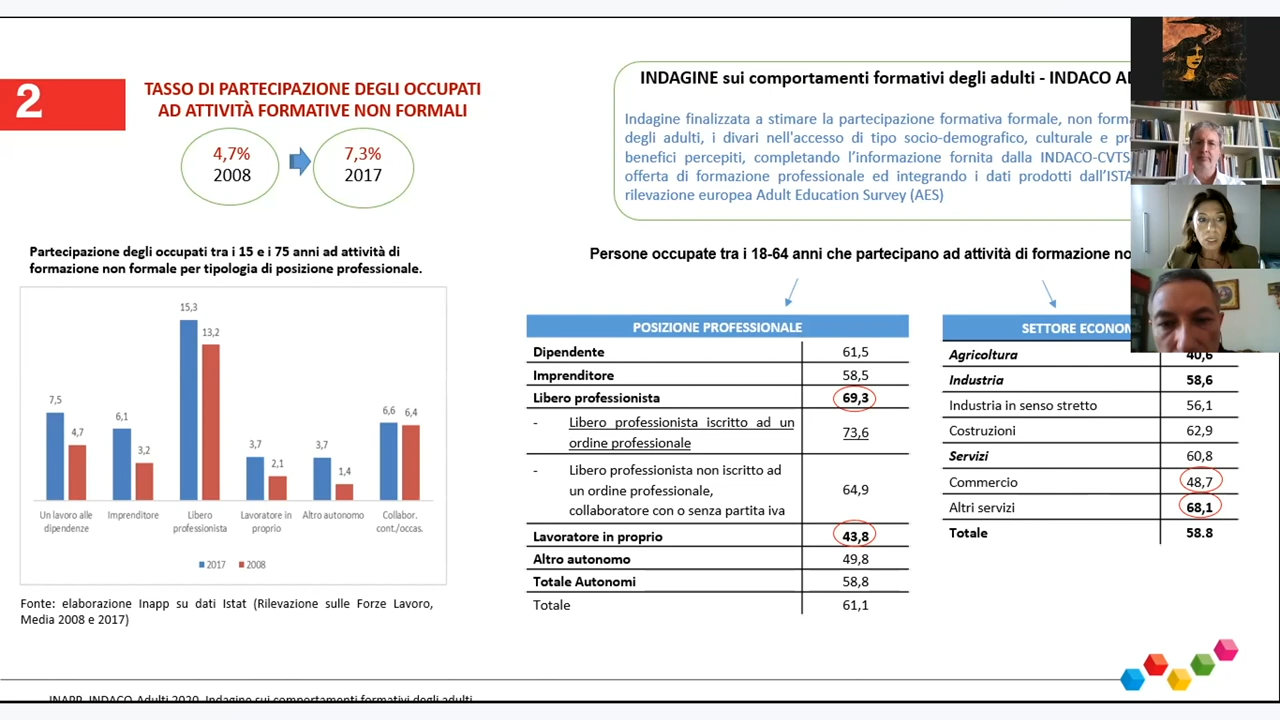 2
TASSO DI PARTECIPAZIONE DEGLI OCCUPATI
AD ATTIVITÀ FORMATIVE NON FORMALI
4,7%
2008
7,3%
2017
Partecipazione degli occupati tra i 15 e i 75 anni ad attività di
formazione non formale per tipologia di posizione professionale.
7,5
4,7
6,1
3,2
15,3
13,2
3,7
2,1
3,7
1,4
6,6
6,4
Un lavoro alle
dipendenze
Imprenditore
Libero
professionista
Lavoratore in
proprio
Altro autonomo
Collabor.
cont./occas.
2017 2008
Fonte: elaborazione Inapp su dati Istat (Rilevazione sulle Forze Lavoro,
Media 2008 e 2017)
INDAGINE sui comportamenti formativi degli adulti - INDACO
Indagine finalizzata a stimare la partecipazione formativa formale, non
degli adulti, i divari nell'accesso di tipo socio-demografico, culturale e
benefici percepiti, completando l'informazione fornita dalla INDACO-CVTS
offerta di formazione professionale ed integrando i dati prodotti dall'ISTA
rilevazione europea Adult Education Survey (AES)
Persone occupate tra i 18-64 anni che partecipano ad attività di formazione
POSIZIONE PROFESSIONALE
Dipendente 61,5
Imprenditore 58,5
Libero professionista 69,3
- Libero professionista iscritto ad un
ordine professionale 73,6
- Libero professionista non iscritto ad
un ordine professionale, 64,9
collaboratore con o senza partita iva
Lavoratore in proprio 43,8
Altro autonomo 49,8
Totale Autonomi 58,8
Totale 61,1
SETTORE ECONOM
Agricoltura 40,6
Industria 58,6
Industria in senso stretto 56,1
Costruzioni 62,9
Servizi 60,8
Commercio 48,7
Altri servizi 68,1
Totale 58.8
INAPP, INDACO-Adulti 2020. Indagine sui comportamenti formativi degli adulti